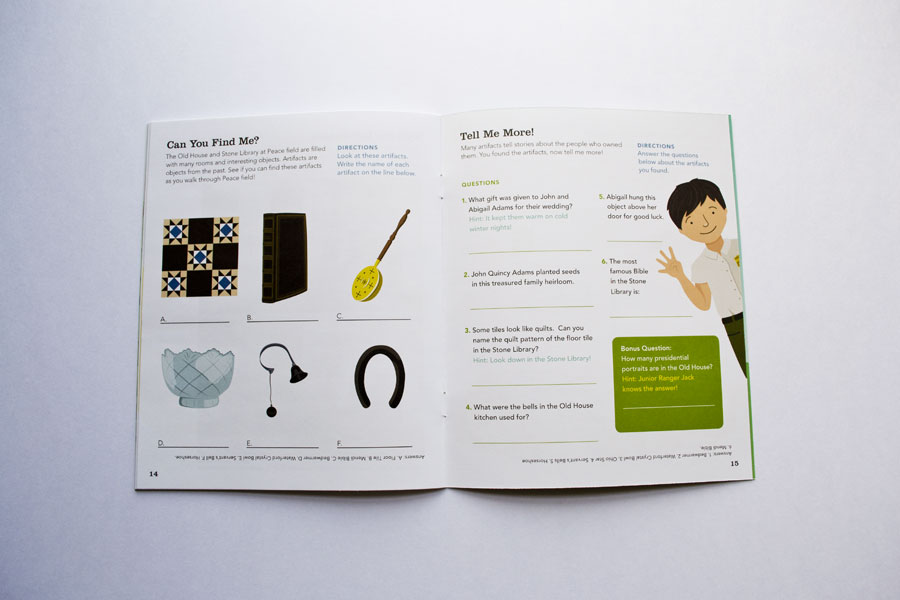 Can You Find Me?
The Old House and Stone Library at Peace field are filled
with many rooms and interesting objects. Artifacts are
objects from the past. See if you can find these artifacts
as you walk through Peace field!
DIRECTIONS
Look at these artifacts.
Write the name of each
artifact on the line below.
A.
B.
C.
D.
E.
F.
Answers: A. Floor Tile B. Mendi Bible C. Bedwarmer D. Waterford Crystal Bowl E. Servant's Bell F. Horseshoe.
14
Tell Me More!
Many artifacts tell stories about the people who owned
them. You found the artifacts, now tell me more!
DIRECTIONS
Answer the questions
below about the artifacts
you found.
QUESTIONS
1. What gift was given to John and
Abigail Adams for their wedding?
Hint: It kept them warm on cold
winter nights!
2. John Quincy Adams planted seeds
in this treasured family heirloom.
3. Some tiles look like quilts. Can you
name the quilt pattern of the floor tile
in the Stone Library?
Hint: Look down in the Stone Library!
4. What were the bells in the Old House
kitchen used for?
5. Abigail hung this
object above her
door for good luck.
6. The most
famous Bible
in the Stone
Library is:
Bonus Question:
How many presidential
portraits are in the Old House?
Hint: Junior Ranger Jack
knows the answer!
Answers: 1. Bedwarmer 2. Waterford Crystal Bowl 3. Ohio Star 4. Servant's Bells 5. Horseshoe
6. Mendi Bible.
15